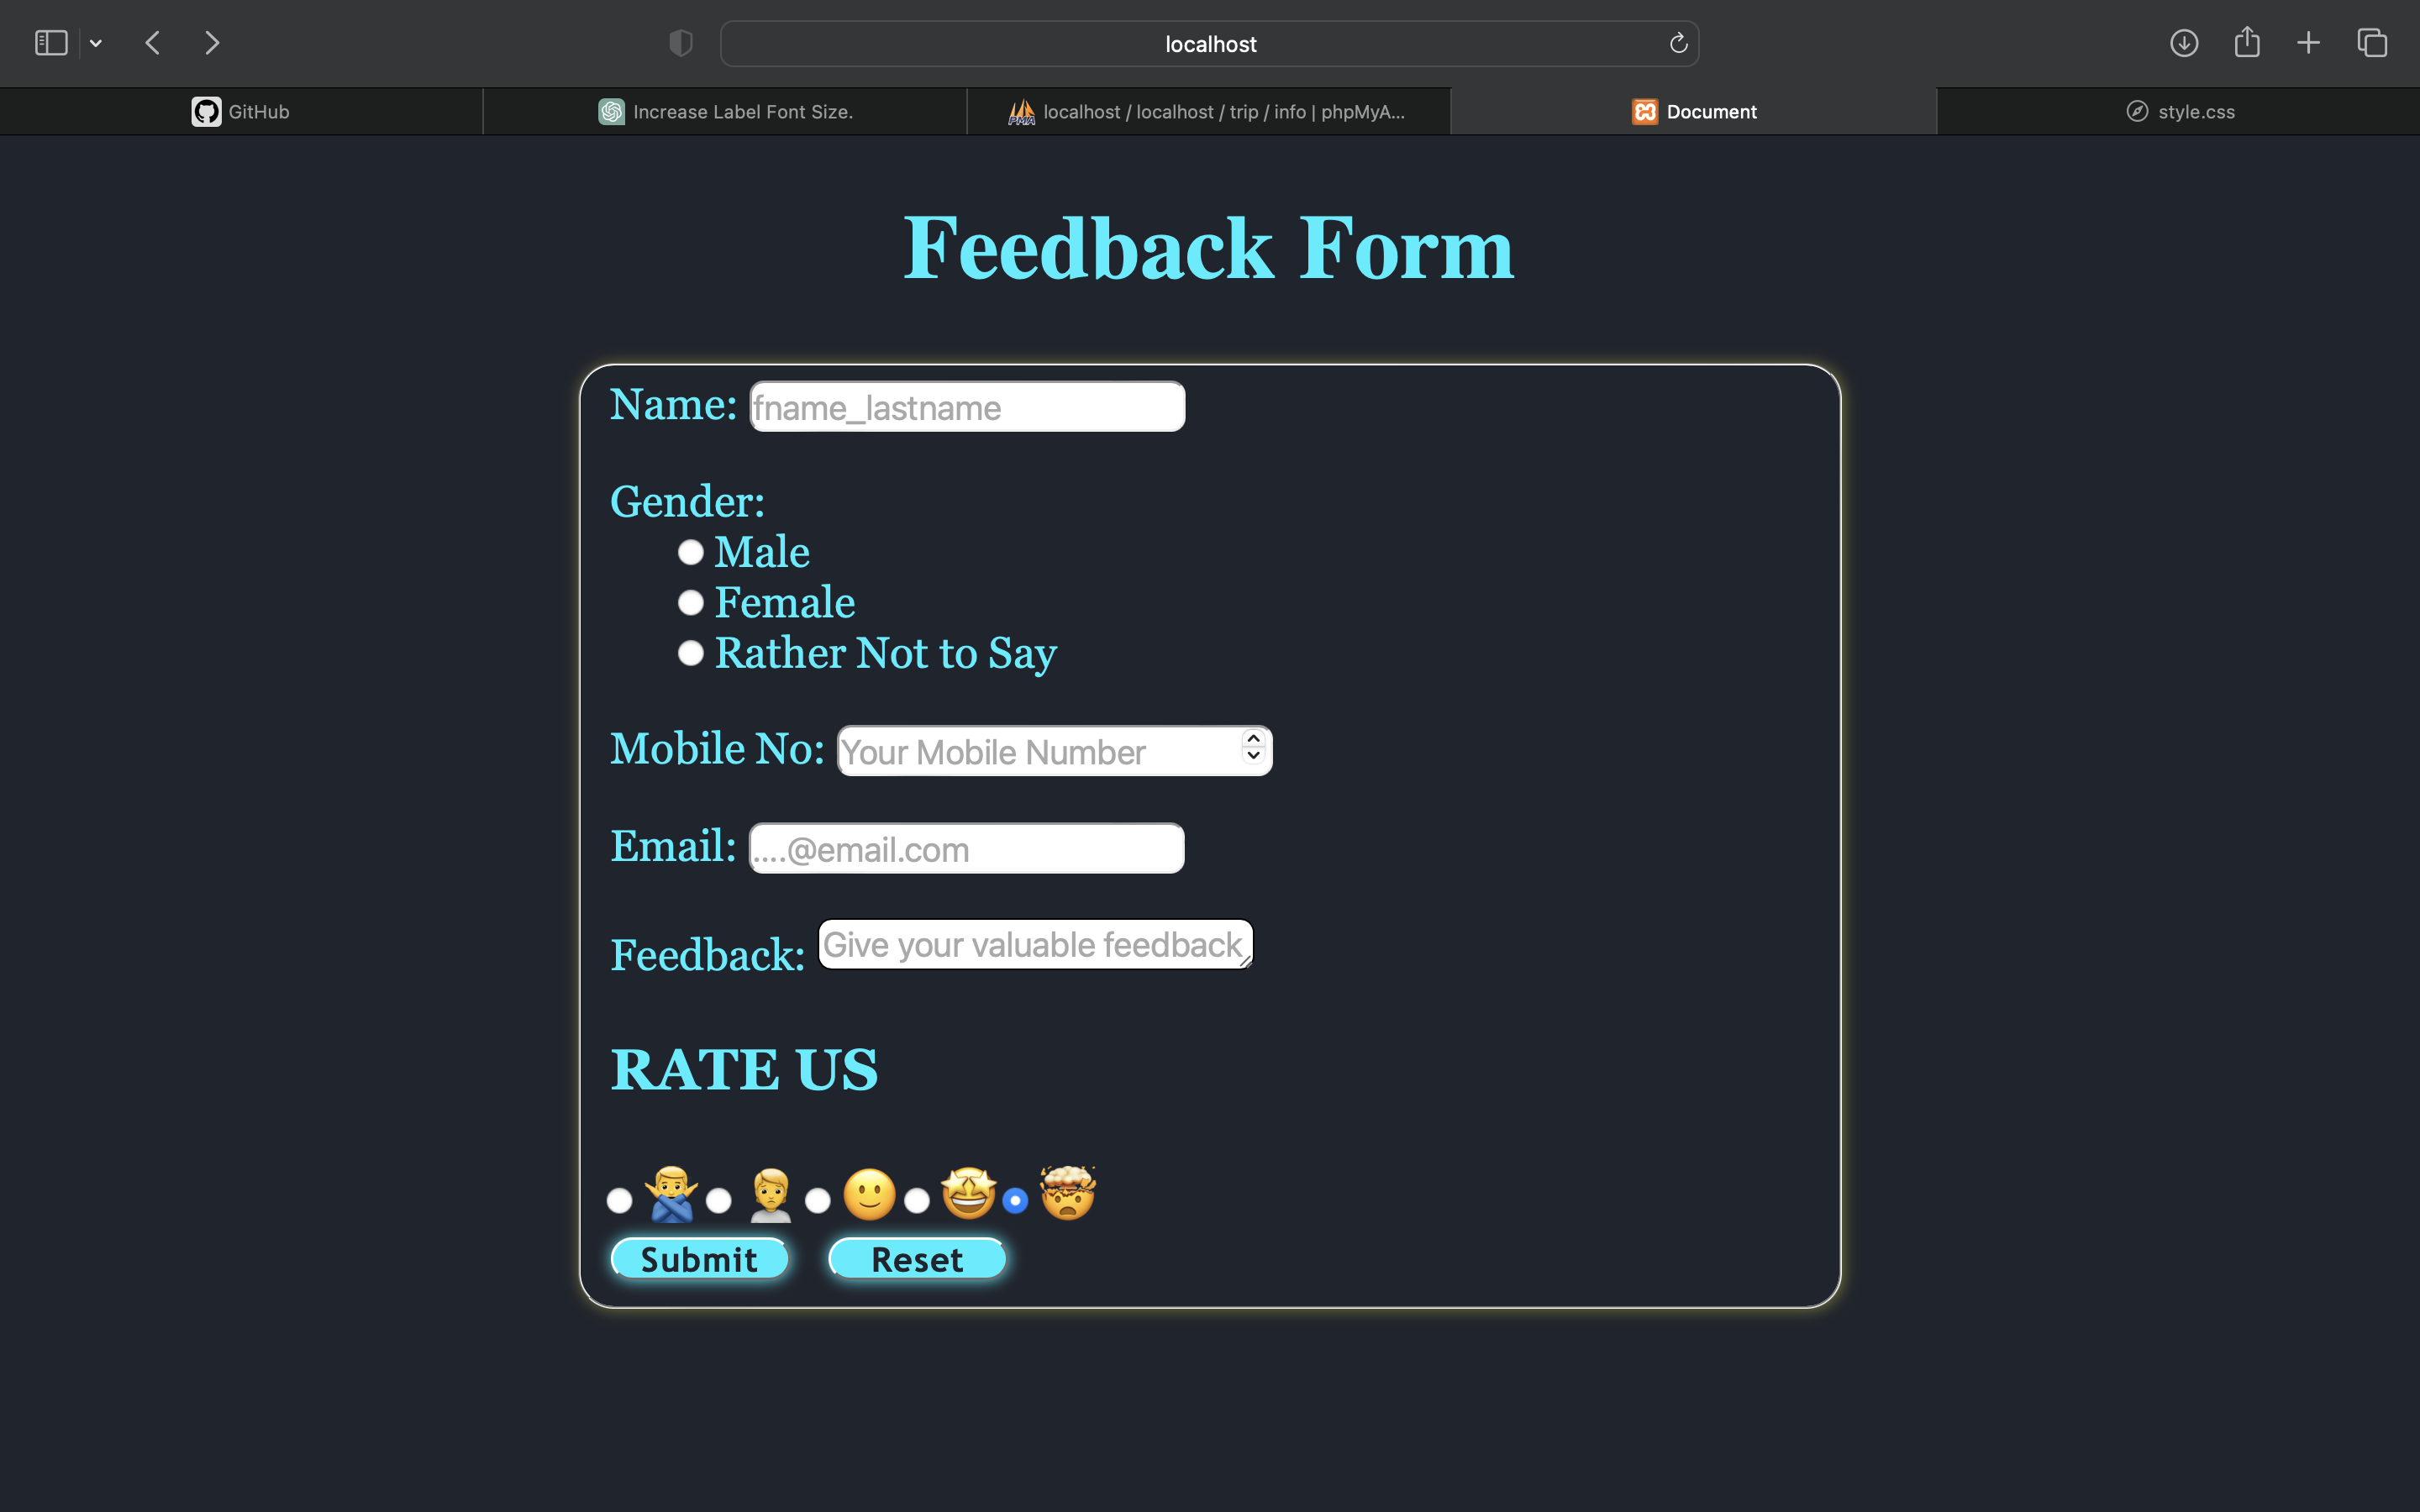 localhost
GitHub
Increase Label Font Size.
localhost / localhost / trip / info | phpMyA...
Document
style.css
Feedback Form
Name: fname_lastname
Gender:
Male
Female
Rather Not to Say
Mobile No: Your Mobile Number
Email: ....@email.com
Feedback: Give your valuable feedback
RATE US
Submit Reset